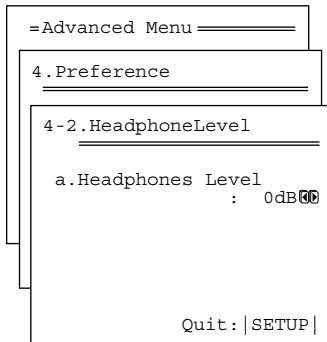 Advanced Menu
4.Preference
4-2.HeadphoneLevel
a.Headphones Level
: 0dB
Quit:|SETUP|